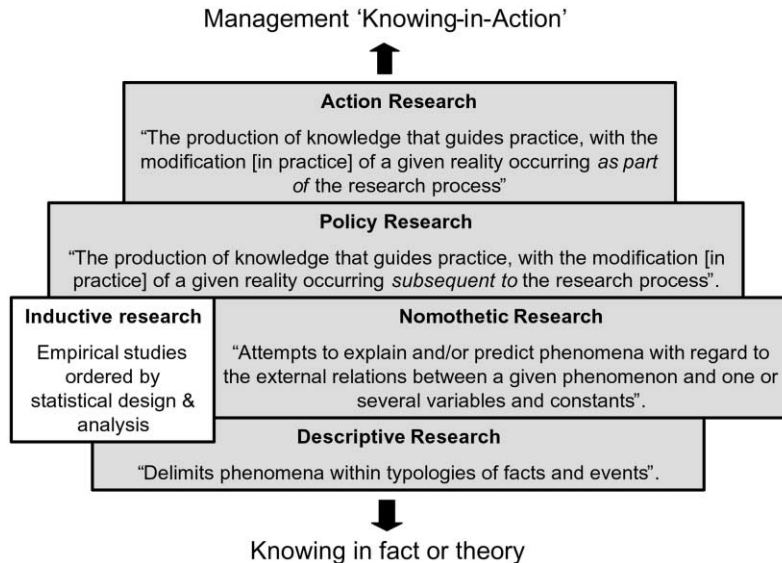 Management ‘Knowing-in-Action’
Action Research
“The production of knowledge that guides practice, with the
modification [in practice] of a given reality occurring as part
of the research process”
Policy Research
“The production of knowledge that guides practice, with the modification [in
practice] of a given reality occurring subsequent to the research process”.
Inductive research
Empirical studies
ordered by
statistical design &
analysis
Nomothetic Research
“Attempts to explain and/or predict phenomena with regard to
the external relations between a given phenomenon and one or
several variables and constants”.
Descriptive Research
“Delimits phenomena within typologies of facts and events”.
Knowing in fact or theory